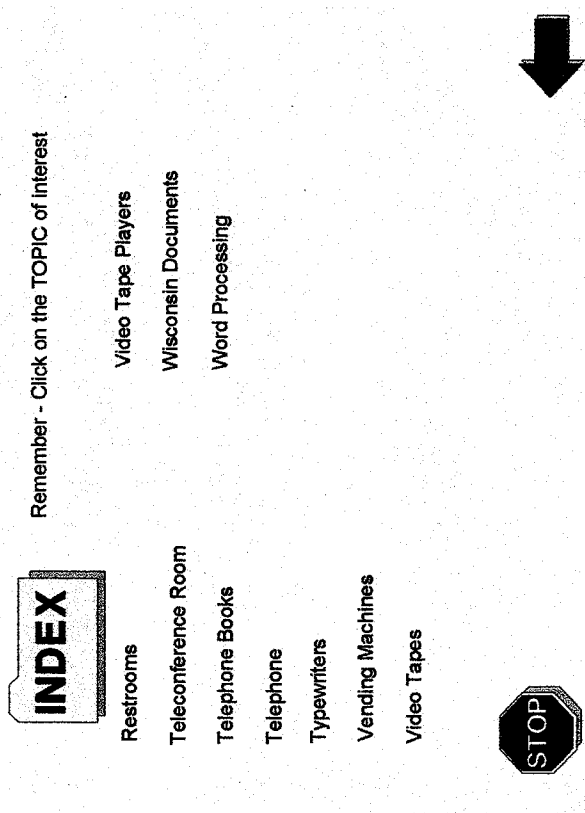 INDEX
Remember - Click on the TOPIC of interest
Restrooms
Teleconference Room
Telephone Books
Telephone
Typewriters
Vending Machines
Video Tapes
Video Tape Players
Wisconsin Documents
Word Processing
STOP